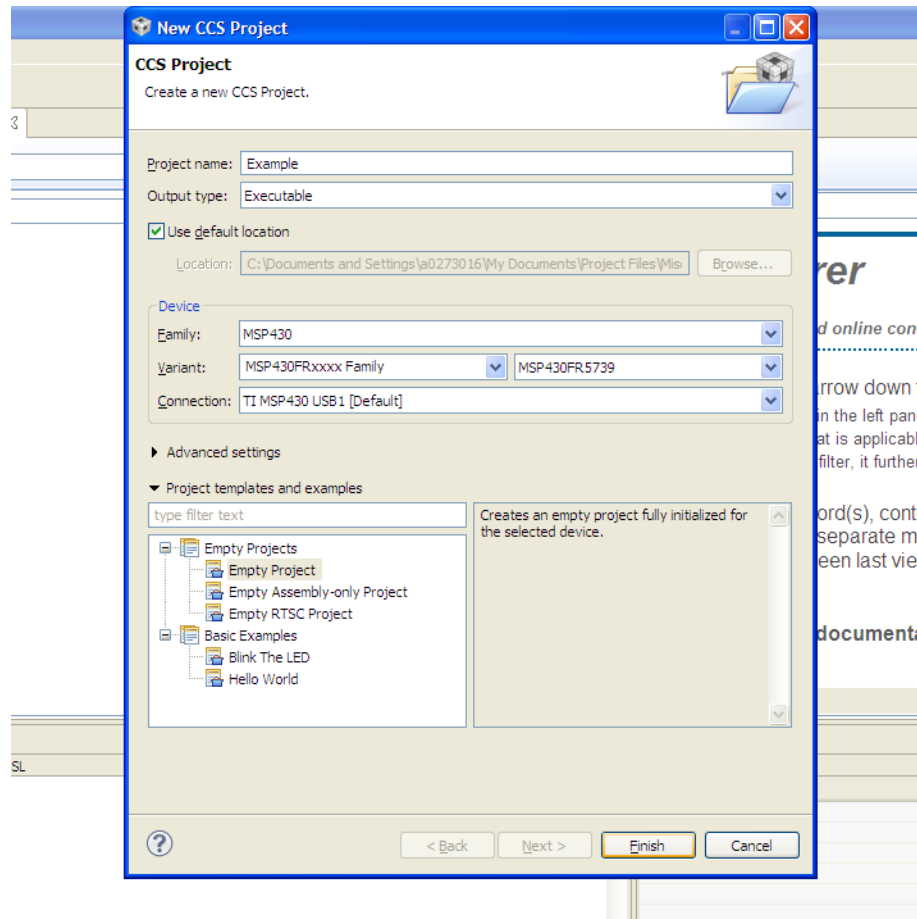 New CCS Project
CCS Project
Create a new CCS Project.
Project name: Example
Output type: Executable
Use default location
Location: C:\Documents and Settings\a0273016\My Documents\Project Files\Misc Browse...
rer
Device
d online con
Family: MSP430
Variant: MSP430FRxxxx Family MSP430FR5739
rrow down
Connection: TI MSP430 USB1 [Default]
in the left pan
at is applicabl
Advanced settings
filter, it further
Project templates and examples
type filter text
Creates an empty project fully initialized for
the selected device.
ord(s), cont
separate m
een last vie
Empty Projects
Empty Project
Empty Assembly-only Project
Empty RTSC Project
Basic Examples
documenta
Blink The LED
Hello World
SL
? < Back Next > Finish Cancel